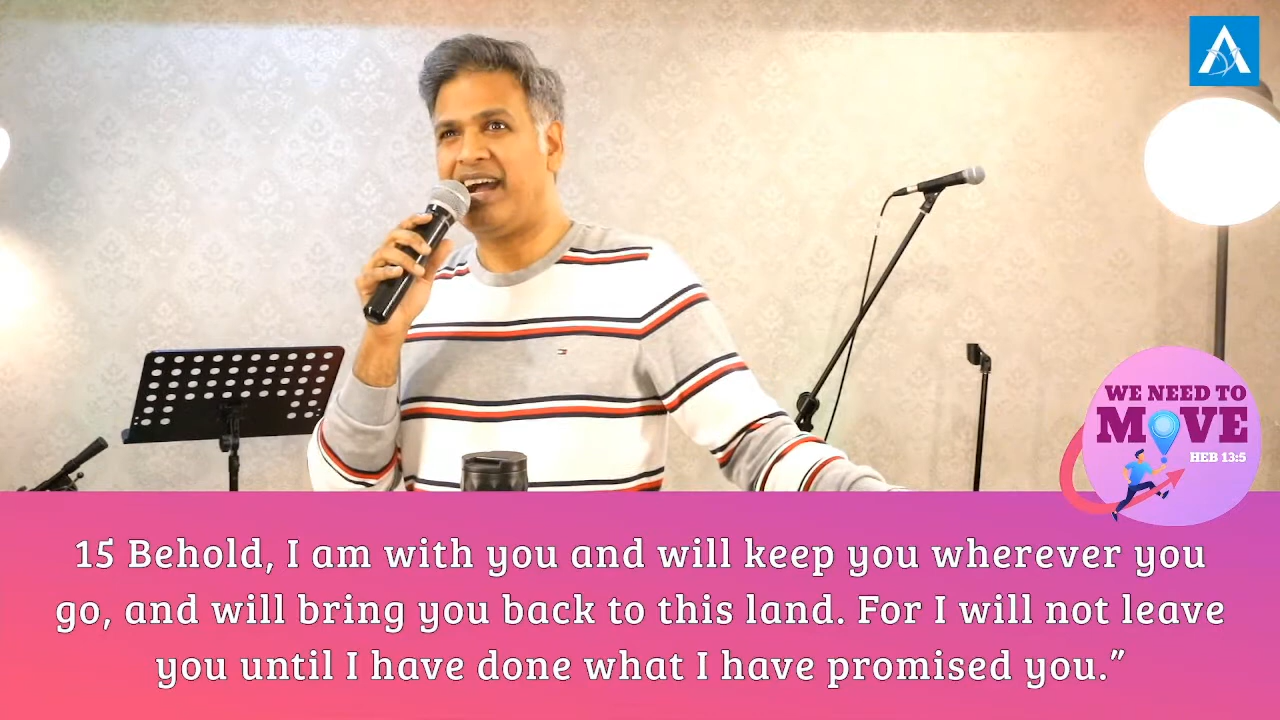 WE NEED TO
MOVE
HEB 13:5
15 Behold, I am with you and will keep you wherever you
go, and will bring you back to this land. For I will not leave
you until I have done what I have promised you.”